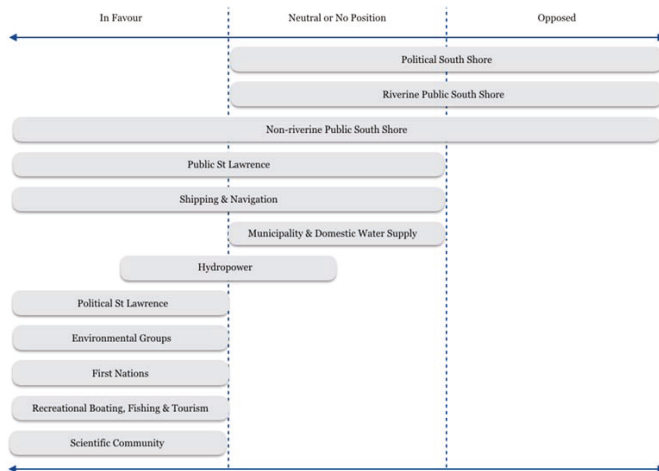 In Favour
Neutral or No Position
Opposed
Political South Shore
Riverine Public South Shore
Non-riverine Public South Shore
Public St Lawrence
Shipping & Navigation
Municipality & Domestic Water Supply
Hydropower
Political St Lawrence
Environmental Groups
First Nations
Recreational Boating, Fishing & Tourism
Scientific Community